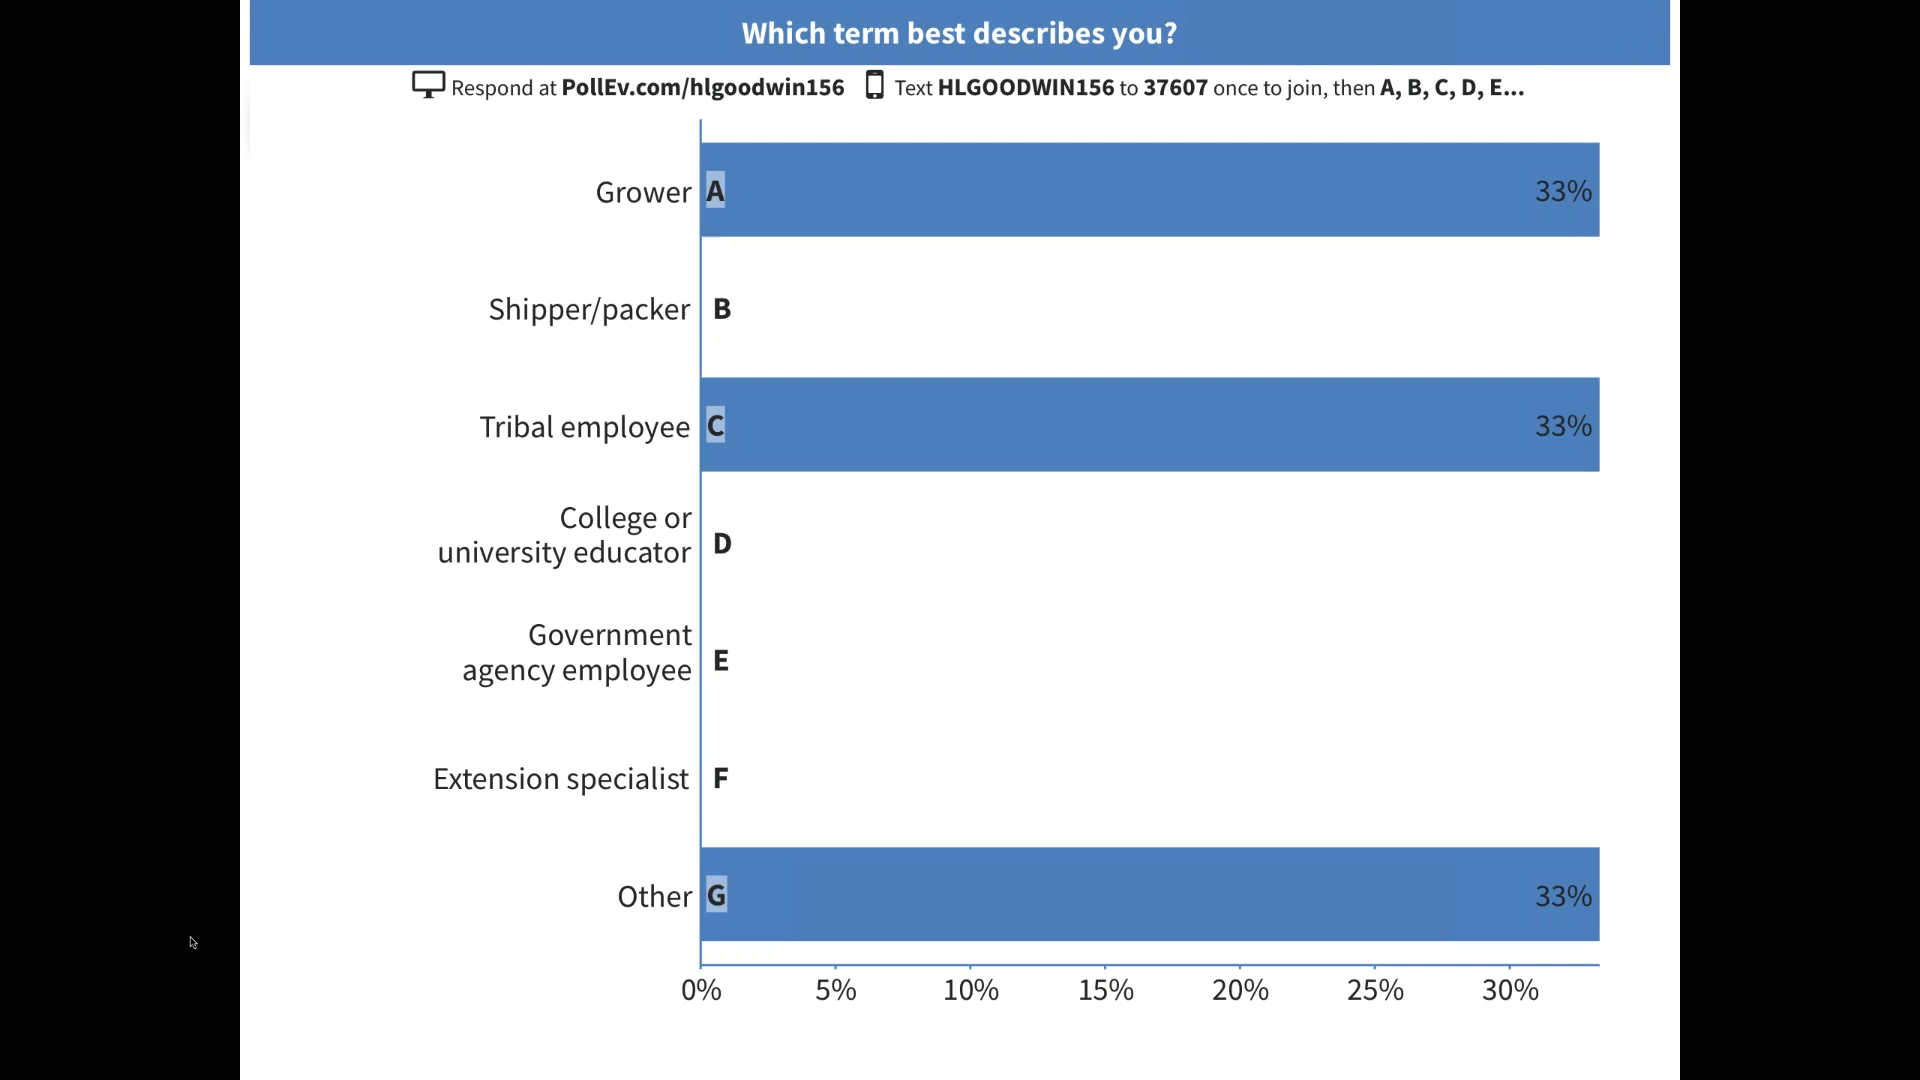 Which term best describes you?
Respond at PollEv.com/hlgoodwin156 Text HLGOODWIN156 to 37607 once to join, then A, B, C, D, E...
Grower A 33%
Shipper/packer B
Tribal employee C 33%
College or
university educator D
Government
agency employee E
Extension specialist F
Other G 33%
0% 5% 10% 15% 20% 25% 30%